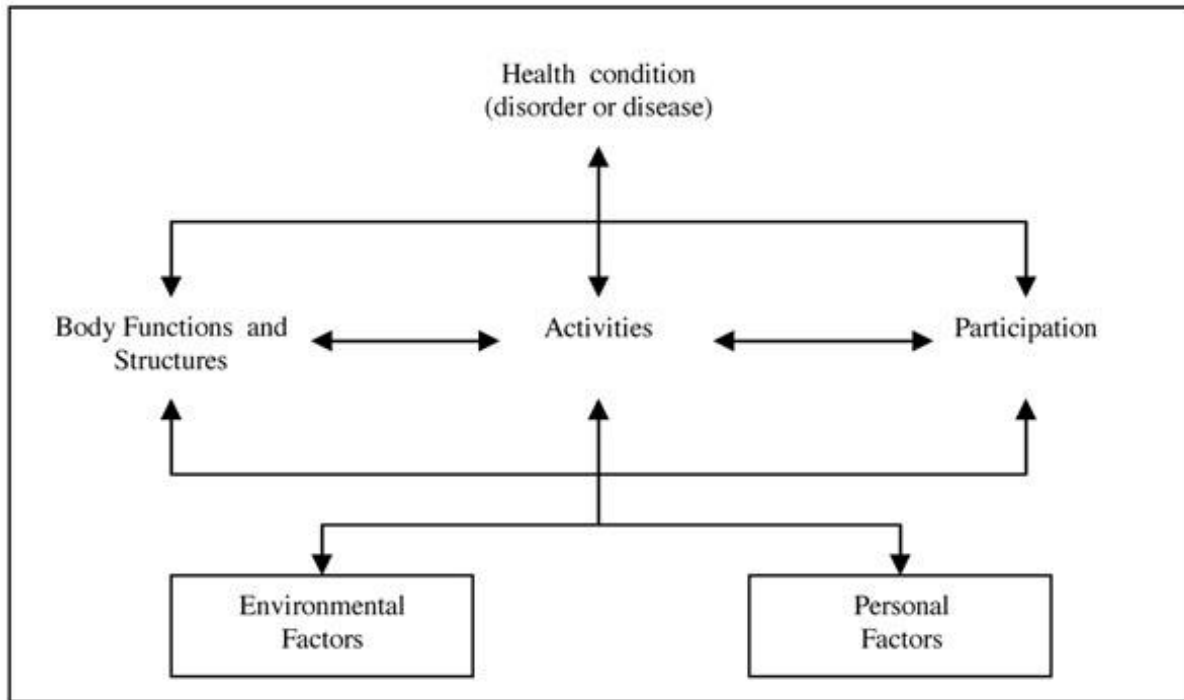 Health condition
(disorder or disease)
Body Functions and
Structures
Activities
Participation
Environmental
Factors
Personal
Factors